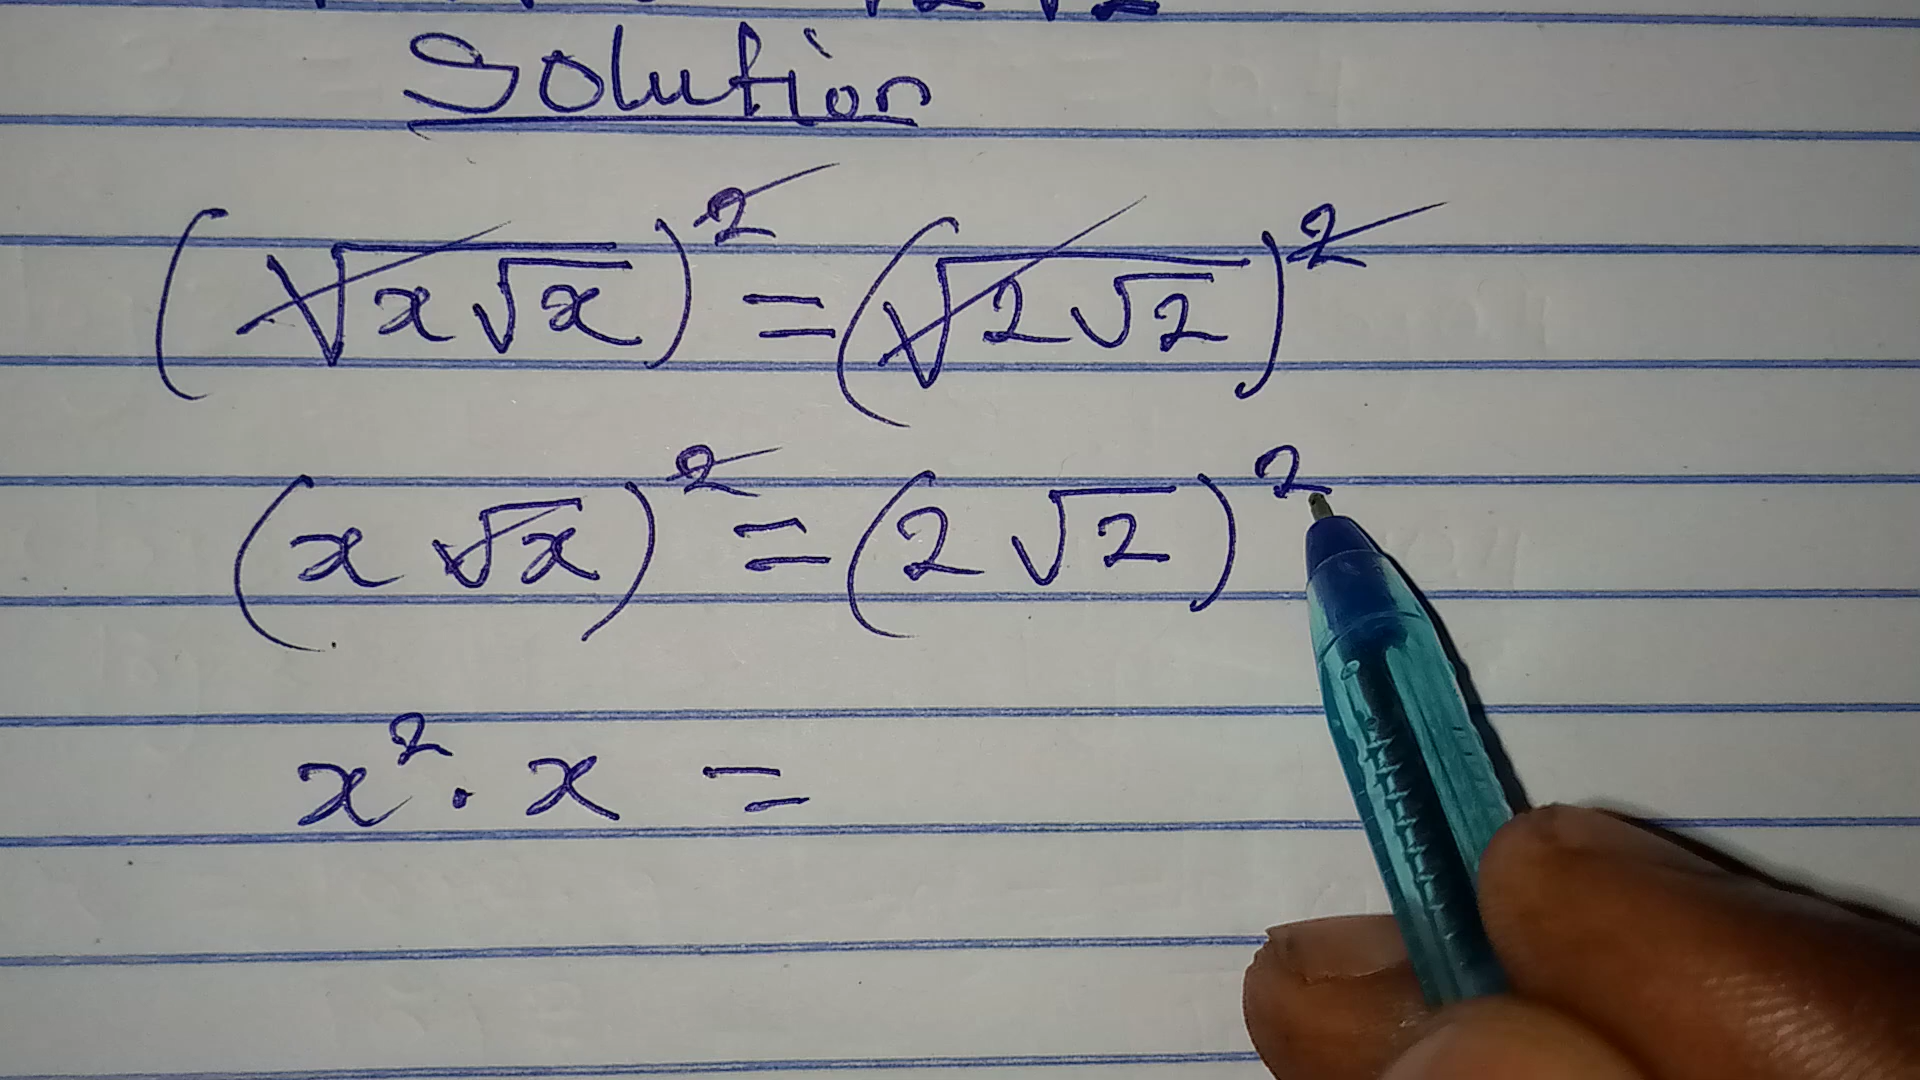 Solution
(√(x√x))² = (√(2√2))²
(x√x)² = (2√2)²
x² · x =